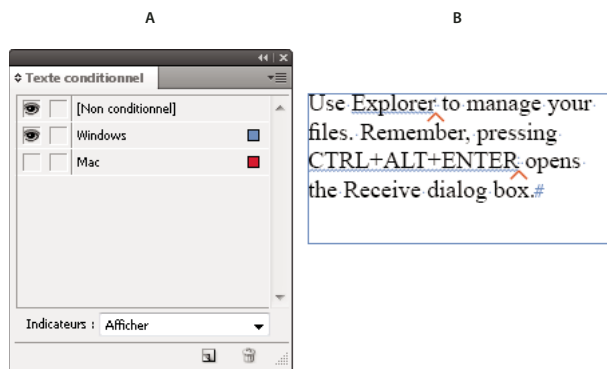 A
B
Texte conditionnel
[Non conditionnel]
Windows
Mac
Indicateurs : Afficher
Use Explorer to manage your
files. Remember, pressing
CTRL+ALT+ENTER opens
the Receive dialog box.#